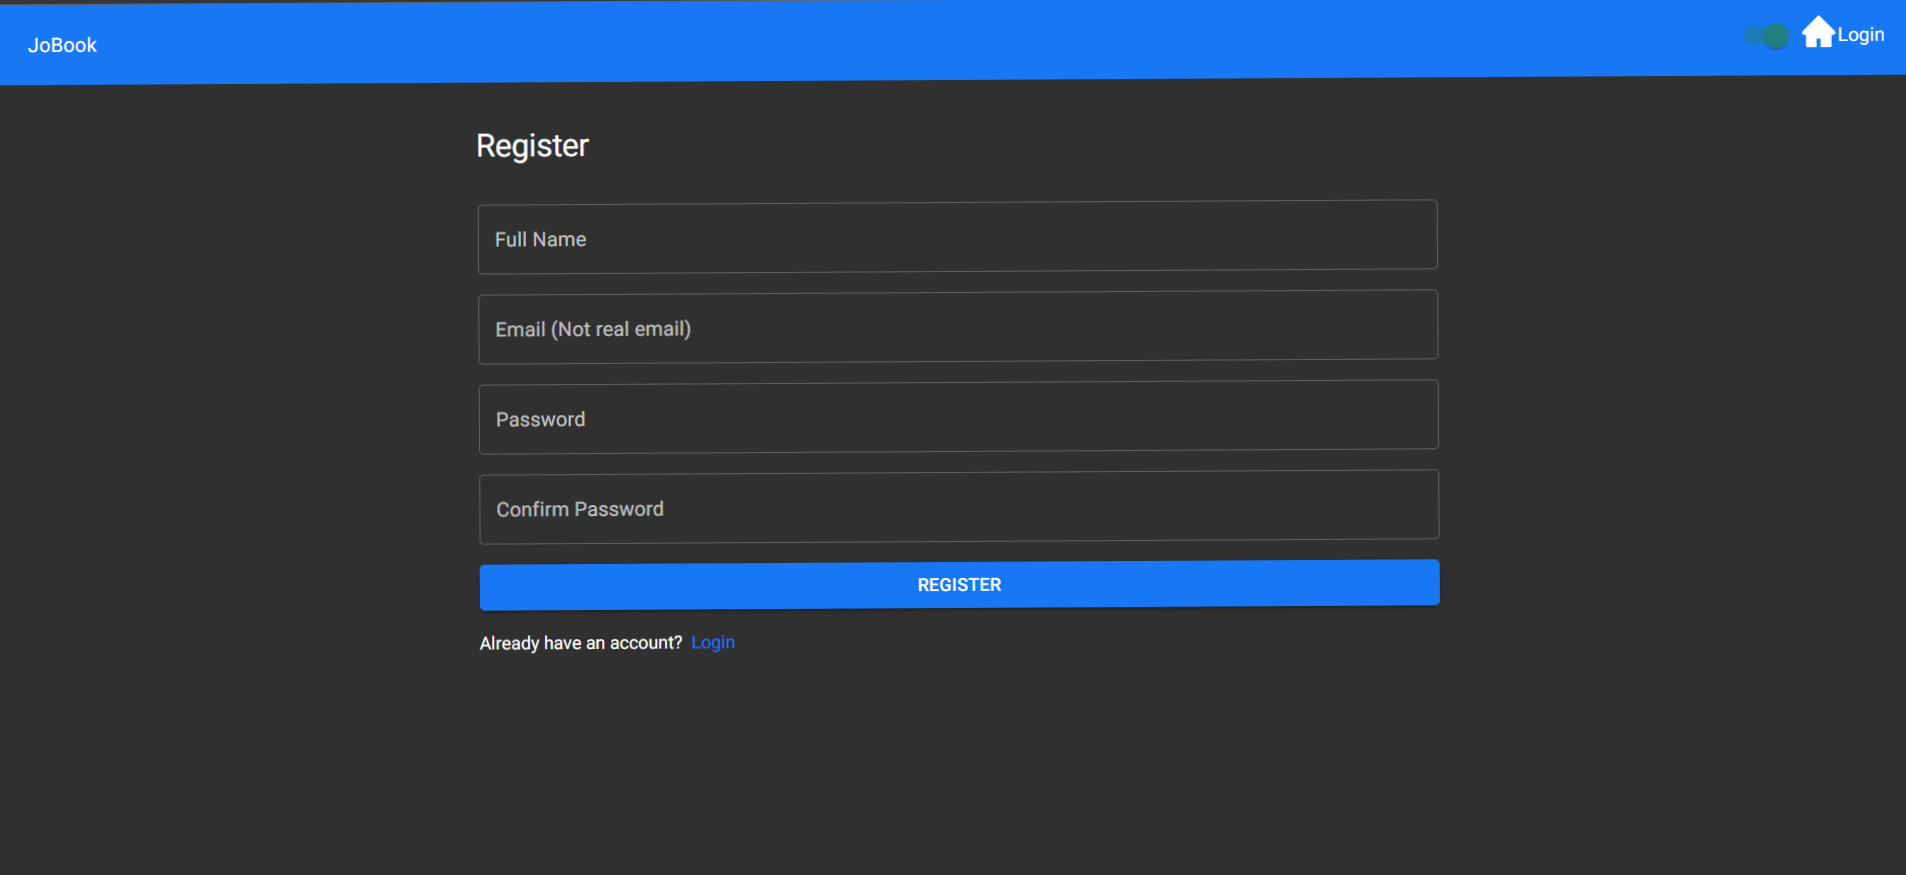 JoBook
Login
Register
Full Name
Email (Not real email)
Password
Confirm Password
REGISTER
Already have an account? Login